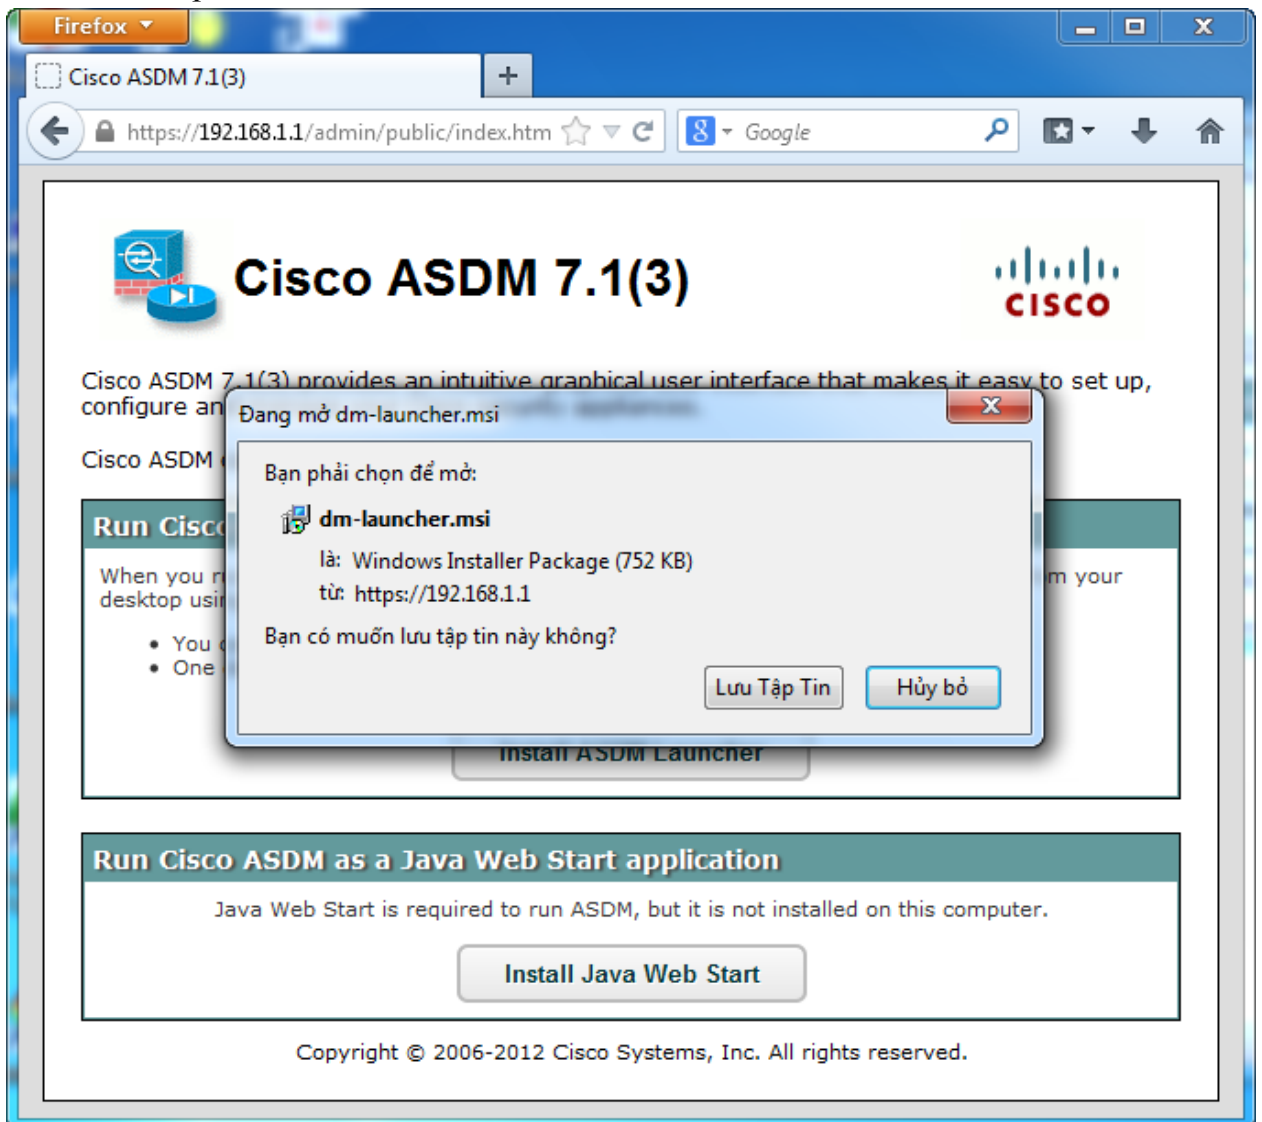 Firefox
Cisco ASDM 7.1(3)
https://192.168.1.1/admin/public/index.htm
8 Google
Cisco ASDM 7.1(3)
CISCO
Cisco ASDM 7.1(3) provides an intuitive graphical user interface that makes it easy to set up,
configure an
Cisco ASDM
Đang mở dm-launcher.msi
Bạn phải chọn để mở:
dm-launcher.msi
là: Windows Installer Package (752 KB)
từ: https://192.168.1.1
Bạn có muốn lưu tập tin này không?
Lưu Tập Tin
Hủy bỏ
Run Cisco
When you r
m your
desktop usin
• You
• One
Install ASDM Launcher
Run Cisco ASDM as a Java Web Start application
Java Web Start is required to run ASDM, but it is not installed on this computer.
Install Java Web Start
Copyright © 2006-2012 Cisco Systems, Inc. All rights reserved.